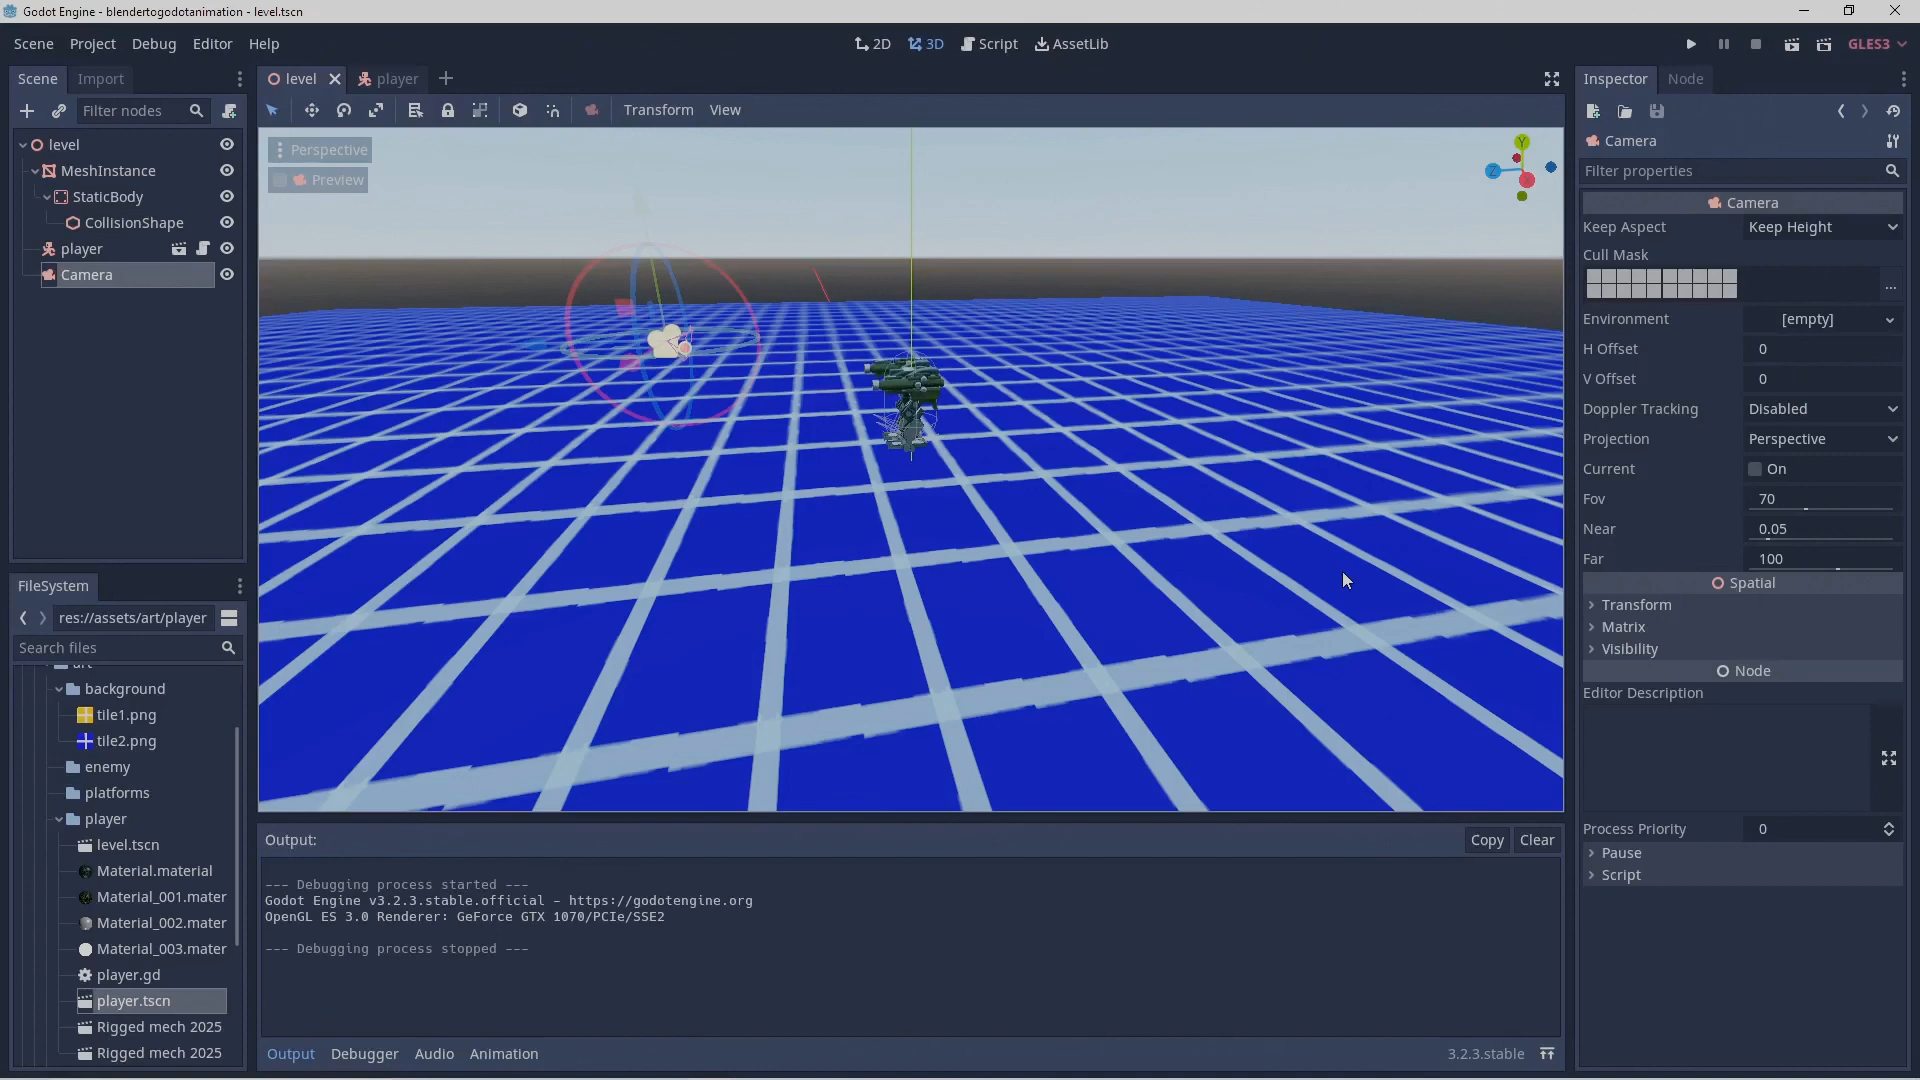 Godot Engine - blendertogodotanimation - level.tscn
Scene Project Debug Editor Help
2D 3D Script AssetLib
GLES3
Scene Import
level player
Inspector Node
Filter nodes
Transform View
level
MeshInstance
StaticBody
CollisionShape
player
Camera
Perspective
Preview
Y
Z
Camera
Filter properties
Camera
Keep Aspect Keep Height
Cull Mask
...
Environment [empty]
H Offset 0
V Offset 0
Doppler Tracking Disabled
Projection Perspective
Current On
Fov 70
Near 0.05
Far 100
Spatial
Transform
Matrix
Visibility
Node
Editor Description
Process Priority 0
Pause
Script
FileSystem
res://assets/art/player
Search files
art
background
tile1.png
tile2.png
enemy
platforms
player
level.tscn
Material.material
Material_001.mater
Material_002.mater
Material_003.mater
player.gd
player.tscn
Rigged mech 2025
Rigged mech 2025
Output:
Copy Clear
--- Debugging process started ---
Godot Engine v3.2.3.stable.official - https://godotengine.org
OpenGL ES 3.0 Renderer: GeForce GTX 1070/PCIe/SSE2
--- Debugging process stopped ---
Output Debugger Audio Animation
3.2.3.stable